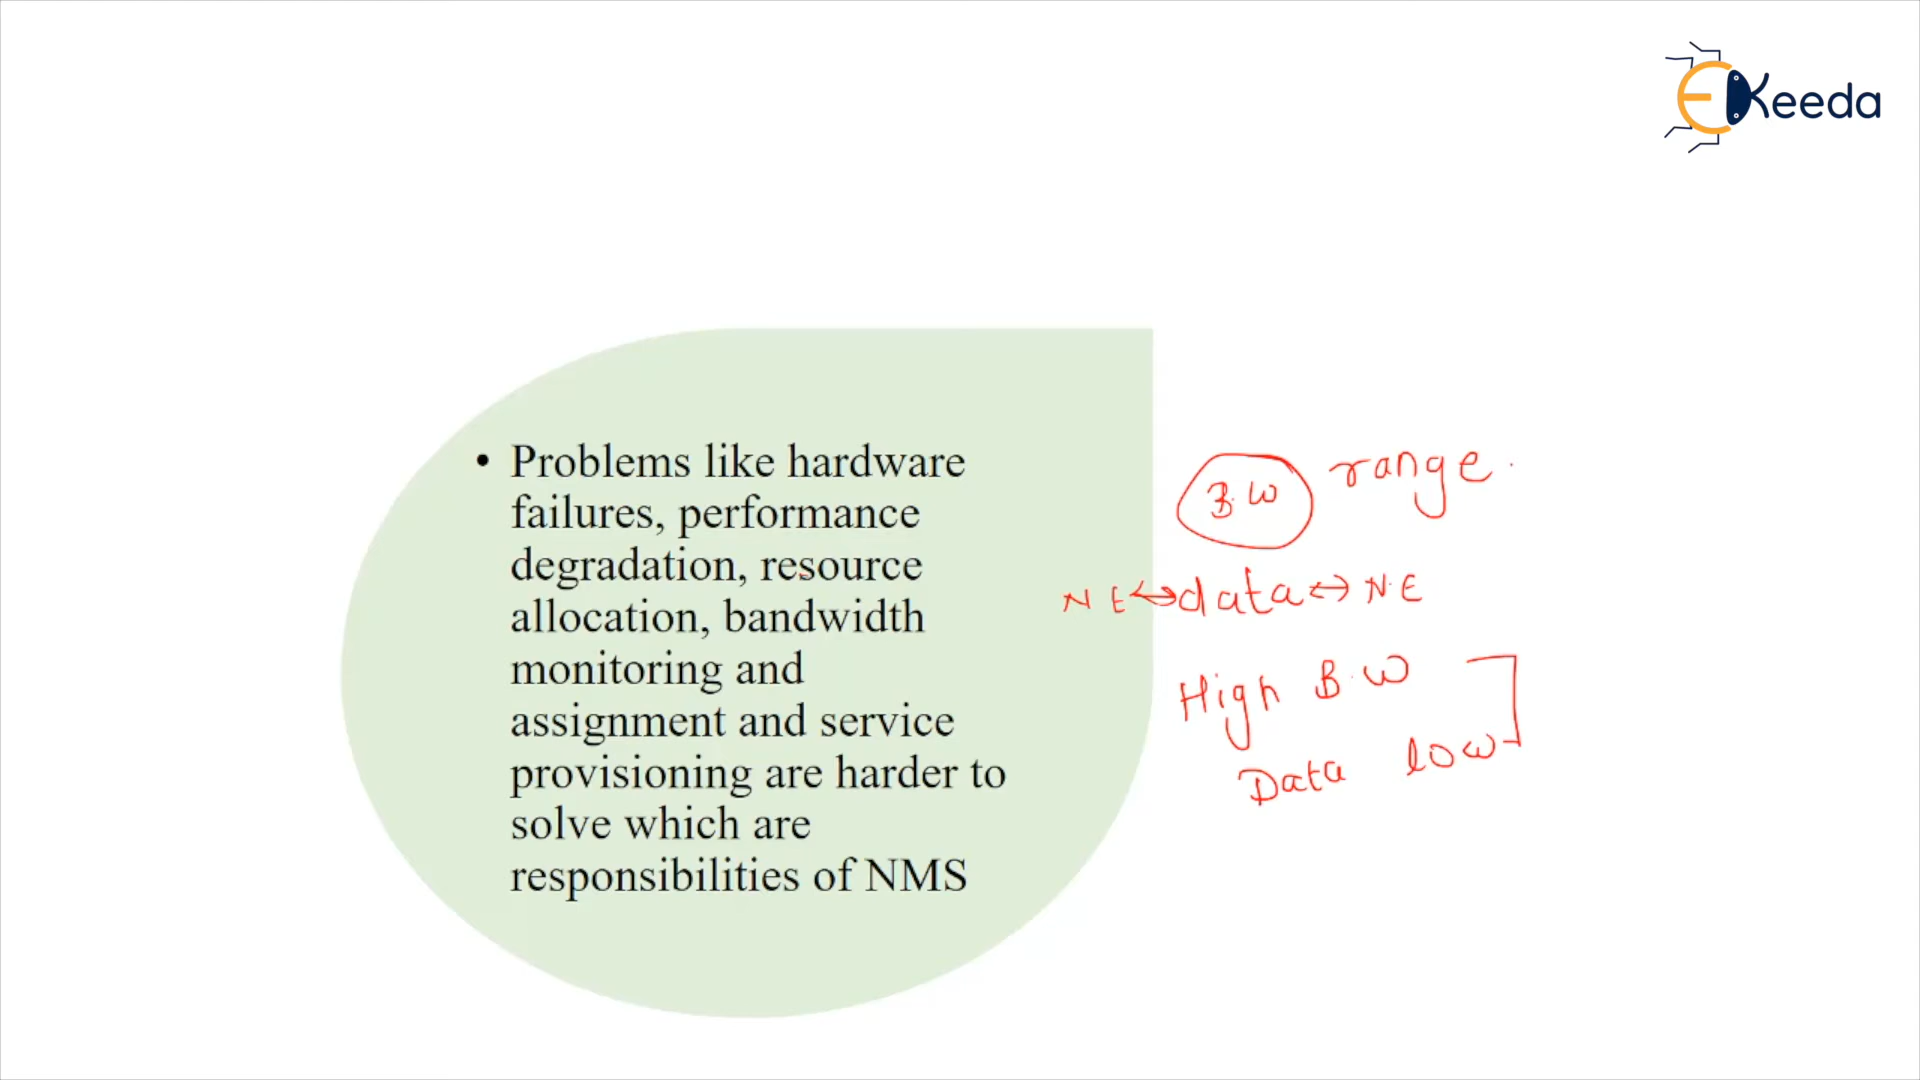 EKeeda
• Problems like hardware
failures, performance
degradation, resource
allocation, bandwidth
monitoring and
assignment and service
provisioning are harder to
solve which are
responsibilities of NMS
B.W range.
N E ↔ data ↔ N.E
High B.W
Data low